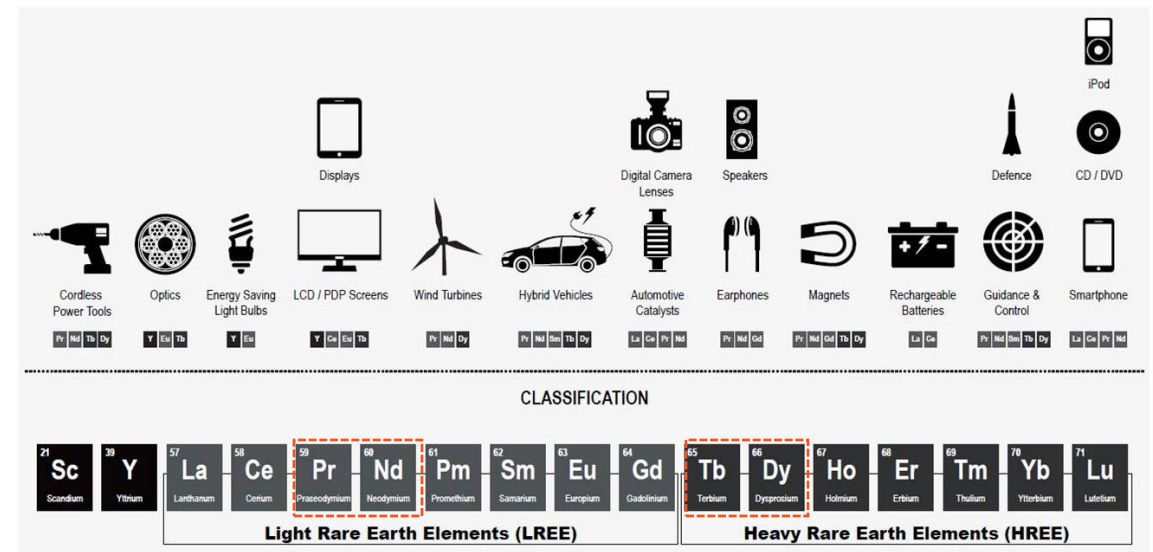 iPod
Displays
Digital Camera
Lenses
Speakers
Defence
CD / DVD
Cordless
Power Tools
Optics
Energy Saving
Light Bulbs
LCD / PDP Screens
Wind Turbines
Hybrid Vehicles
Automotive
Catalysts
Earphones
Magnets
Rechargeable
Batteries
Guidance &
Control
Smartphone
Pr Nd Tb Dy
Y Eu Tb
Y Eu
Y Ce Eu Tb
Pr Nd Dy
Pr Nd Sm Tb Dy
La Ce Pr Nd
Pr Nd Gd
Pr Nd Gd Tb Dy
La Ce
Pr Nd Sm Tb Dy
La Ce Pr Nd
CLASSIFICATION
21
Sc
Scandium
39
Y
Yttrium
57
La
Lanthanum
58
Ce
Cerium
59
Pr
Praseodymium
60
Nd
Neodymium
61
Pm
Promethium
62
Sm
Samarium
63
Eu
Europium
64
Gd
Gadolinium
65
Tb
Terbium
66
Dy
Dysprosium
67
Ho
Holmium
68
Er
Erbium
69
Tm
Thulium
70
Yb
Ytterbium
71
Lu
Lutetium
Light Rare Earth Elements (LREE)
Heavy Rare Earth Elements (HREE)